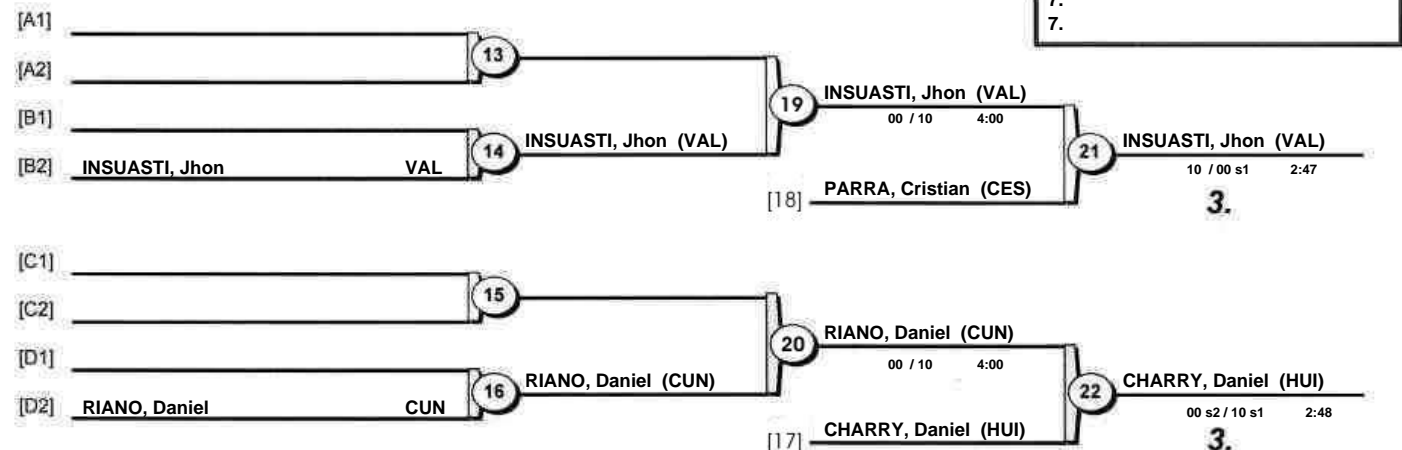 7.
7.
[A1]
13
[A2]
19
INSUASTI, Jhon (VAL)
00 / 10 4:00
[B1]
14
INSUASTI, Jhon (VAL)
21
INSUASTI, Jhon (VAL)
10 / 00 s1 2:47
3.
[B2] INSUASTI, Jhon VAL
[18] PARRA, Cristian (CES)
[C1]
15
[C2]
20
RIANO, Daniel (CUN)
00 / 10 4:00
[D1]
16
RIANO, Daniel (CUN)
22
CHARRY, Daniel (HUI)
00 s2 / 10 s1 2:48
3.
[D2] RIANO, Daniel CUN
[17] CHARRY, Daniel (HUI)